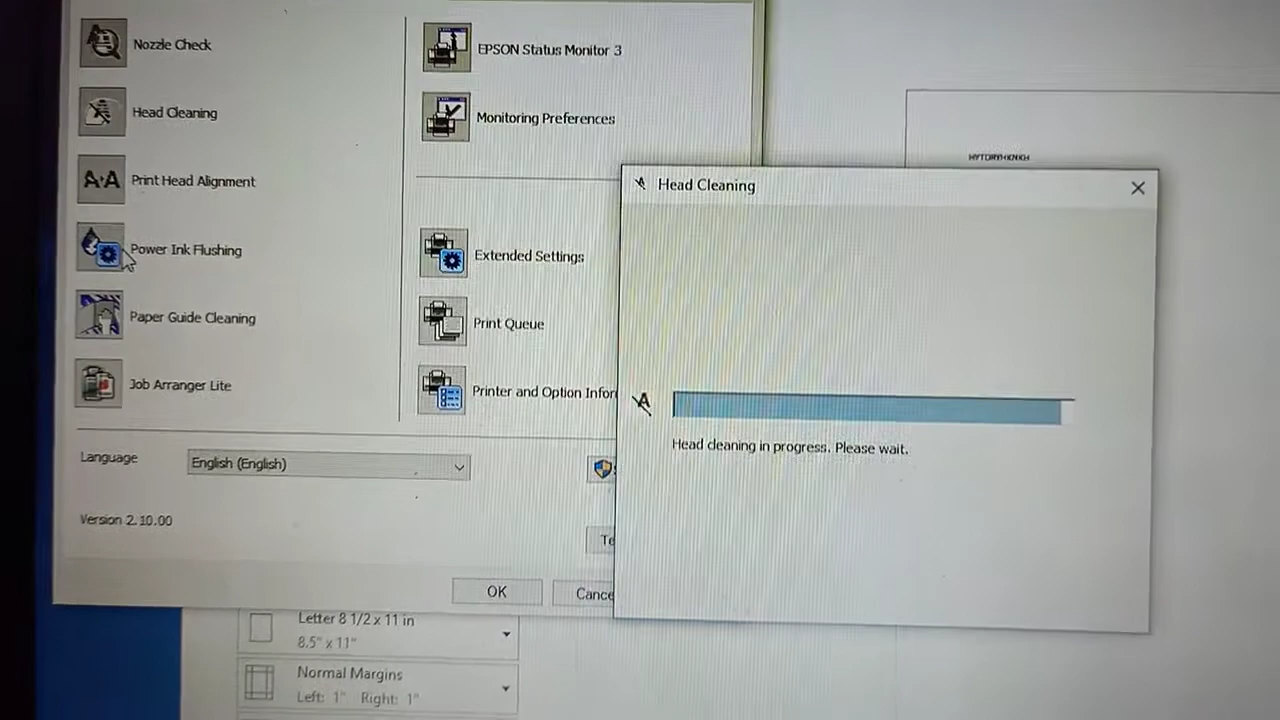 Nozzle Check
Head Cleaning
Print Head Alignment
Power Ink Flushing
Paper Guide Cleaning
Job Arranger Lite
EPSON Status Monitor 3
Monitoring Preferences
Extended Settings
Print Queue
Printer and Option Infor
Language
English (English)
Version 2.10.00
Te
OK
Cance
Head Cleaning
Head cleaning in progress. Please wait.
Letter 8 1/2 x 11 in
8.5" x 11"
Normal Margins
Left: 1" Right: 1"